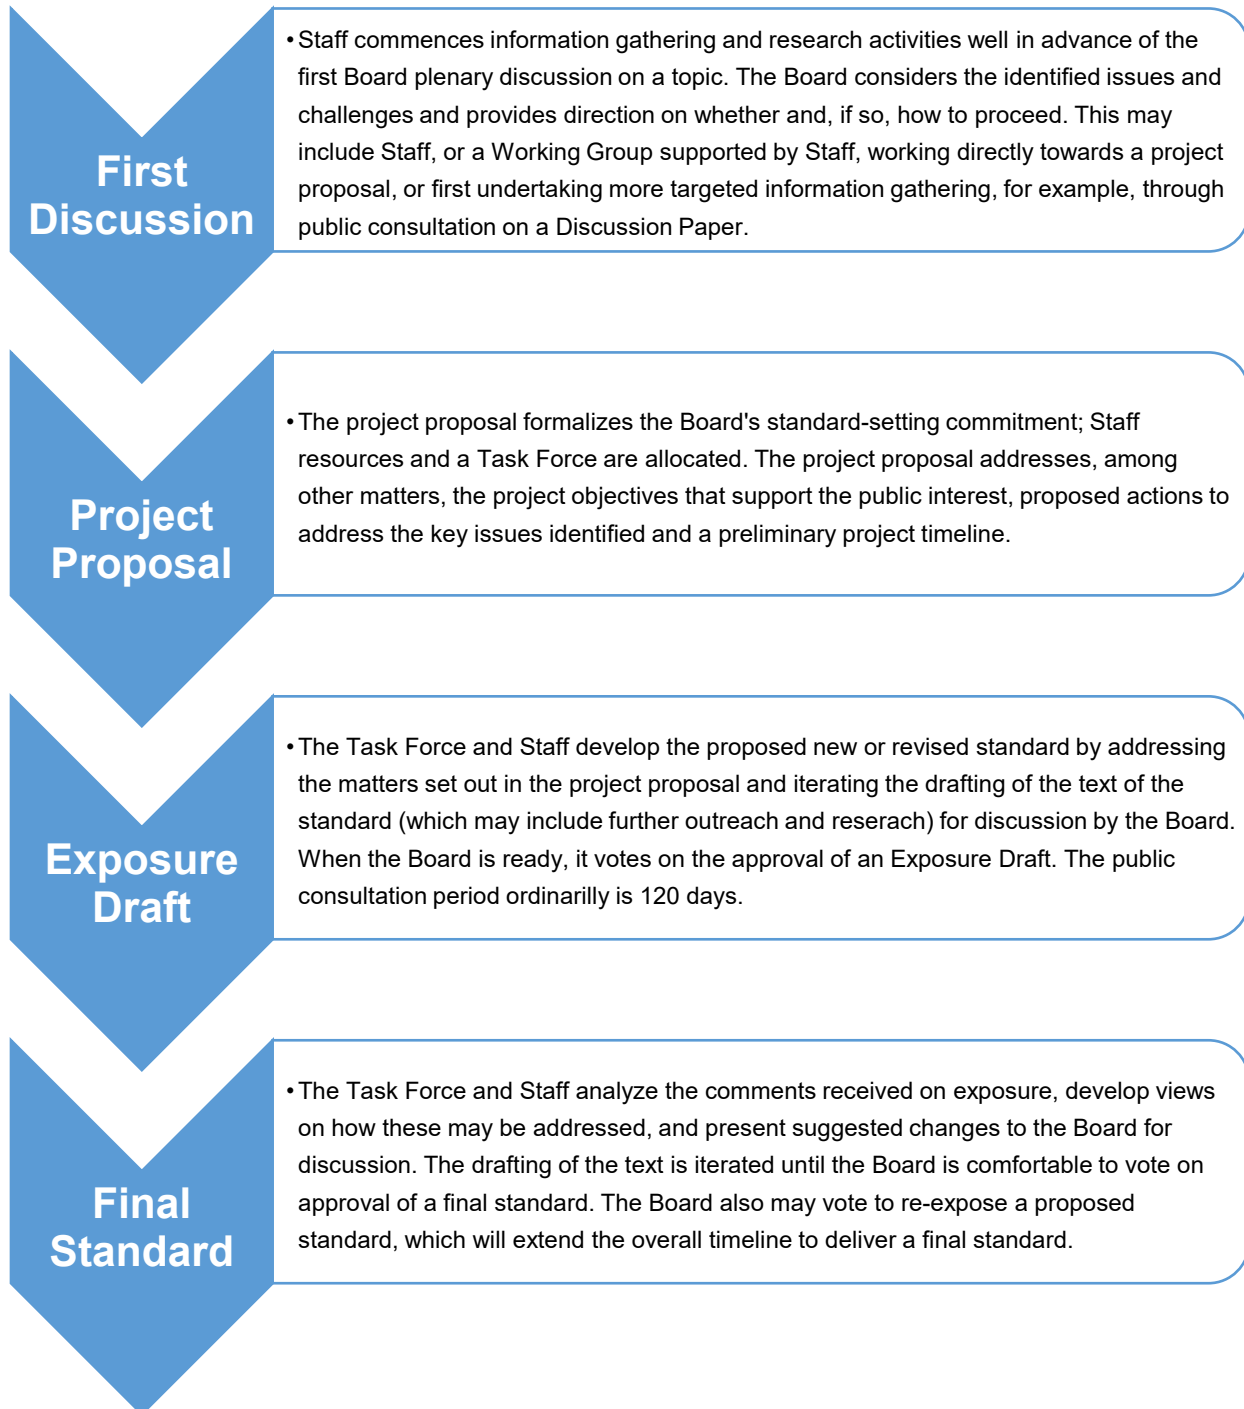 First
Discussion
•Staff commences information gathering and research activities well in advance of the
first Board plenary discussion on a topic. The Board considers the identified issues and
challenges and provides direction on whether and, if so, how to proceed. This may
include Staff, or a Working Group supported by Staff, working directly towards a project
proposal, or first undertaking more targeted information gathering, for example, through
public consultation on a Discussion Paper.
Project
Proposal
•The project proposal formalizes the Board's standard-setting commitment; Staff
resources and a Task Force are allocated. The project proposal addresses, among
other matters, the project objectives that support the public interest, proposed actions to
address the key issues identified and a preliminary project timeline.
Exposure
Draft
•The Task Force and Staff develop the proposed new or revised standard by addressing
the matters set out in the project proposal and iterating the drafting of the text of the
standard (which may include further outreach and reserach) for discussion by the Board.
When the Board is ready, it votes on the approval of an Exposure Draft. The public
consultation period ordinarilly is 120 days.
Final
Standard
•The Task Force and Staff analyze the comments received on exposure, develop views
on how these may be addressed, and present suggested changes to the Board for
discussion. The drafting of the text is iterated until the Board is comfortable to vote on
approval of a final standard. The Board also may vote to re-expose a proposed
standard, which will extend the overall timeline to deliver a final standard.